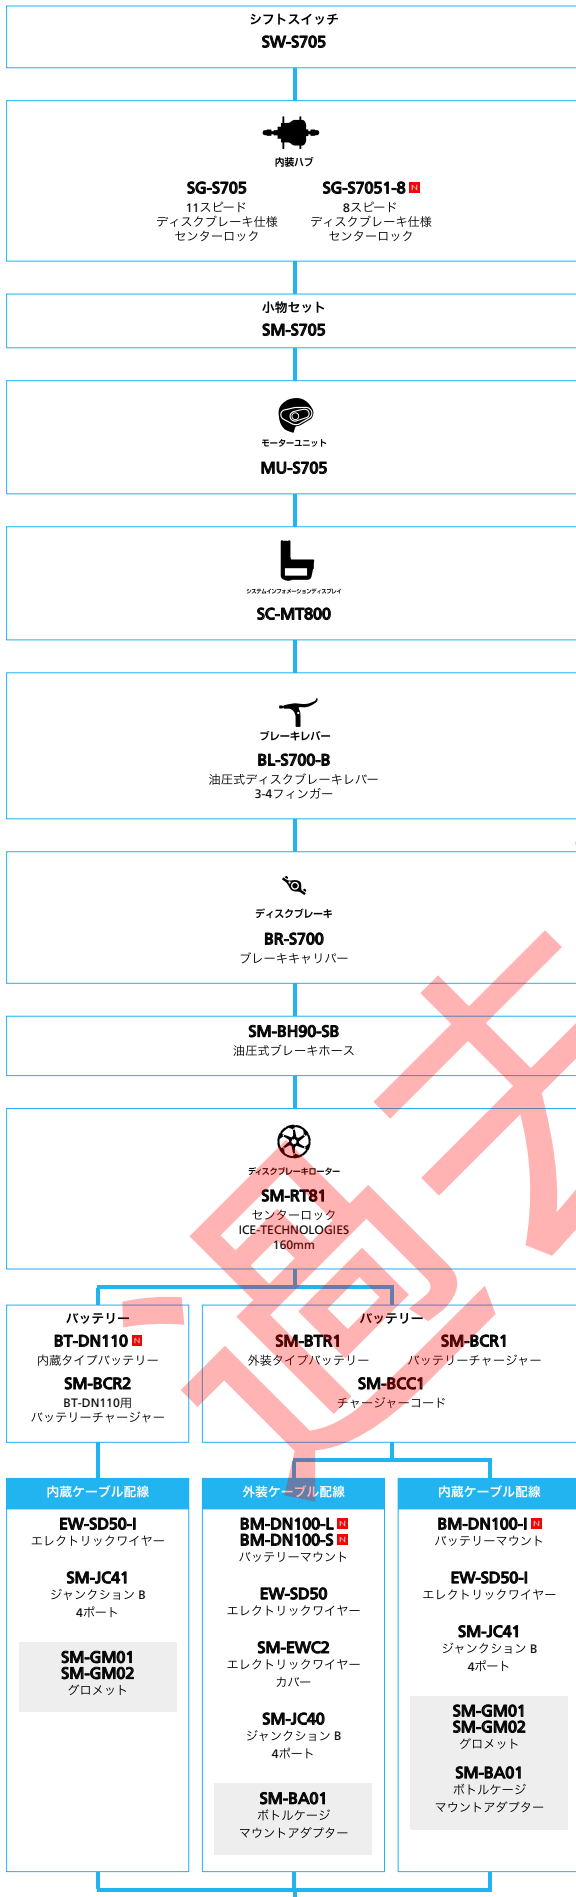 シフトスイッチ
SW-S705
内装ハブ
SG-S705
11スピード
ディスクブレーキ仕様
センターロック
SG-S7051-8 N
8スピード
ディスクブレーキ仕様
センターロック
小物セット
SM-S705
モーターユニット
MU-S705
システムインフォメーションディスプレイ
SC-MT800
ブレーキレバー
BL-S700-B
油圧式ディスクブレーキレバー
3-4フィンガー
ディスクブレーキ
BR-S700
ブレーキキャリパー
SM-BH90-SB
油圧式ブレーキホース
ディスクブレーキローター
SM-RT81
センターロック
ICE-TECHNOLOGIES
160mm
バッテリー
BT-DN110 N
内蔵タイプバッテリー
SM-BCR2
BT-DN110用
バッテリーチャージャー
バッテリー
SM-BTR1
外装タイプバッテリー
SM-BCR1
バッテリーチャージャー
SM-BCC1
チャージャーコード
内蔵ケーブル配線
EW-SD50-I
エレクトリックワイヤー
SM-JC41
ジャンクション B
4ポート
SM-GM01
SM-GM02
グロメット
外装ケーブル配線
BM-DN100-L N
BM-DN100-S N
バッテリーマウント
EW-SD50
エレクトリックワイヤー
SM-EWC2
エレクトリックワイヤー
カバー
SM-JC40
ジャンクション B
4ポート
SM-BA01
ボトルケージ
マウントアダプター
内蔵ケーブル配線
BM-DN100-I N
バッテリーマウント
EW-SD50-I
エレクトリックワイヤー
SM-JC41
ジャンクション B
4ポート
SM-GM01
SM-GM02
グロメット
SM-BA01
ボトルケージ
マウントアダプター
過去